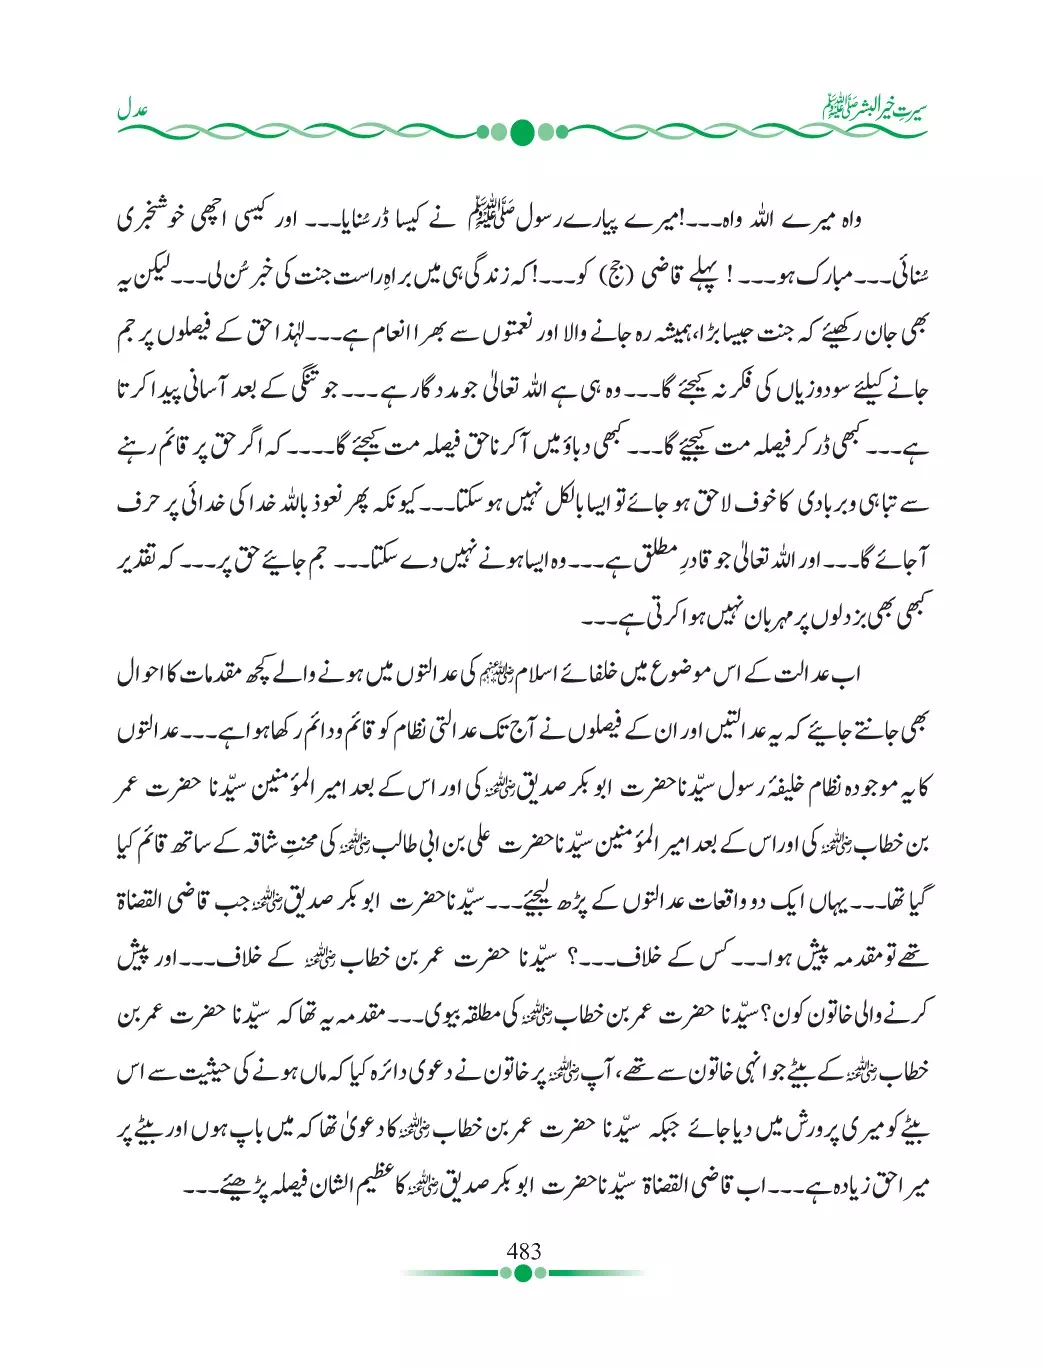 سیرتِ خیر البشر ﷺ
عدل
واہ میرے اللہ واہ۔۔۔!میرے پیارے رسول ﷺ نے کیسا ڈر سُنایا۔۔۔ اور کیسی اچھی خوشخبری
سُنائی۔۔۔ مبارک ہو۔۔۔ ! پہلے قاضی (جج) کو۔۔۔!کہ زندگی ہی میں براہِ راست جنت کی خبر سُن لی۔۔۔لیکن یہ
بھی جان رکھیئے کہ جنت جیسا بڑا، ہمیشہ رہ جانے والا اور نعمتوں سے بھرا انعام ہے۔۔۔لہٰذا حق کے فیصلوں پر جم
جانے کیلئے سودوزیاں کی فکر نہ کیجئے گا۔۔۔ وہ ہی ہے اللہ تعالیٰ جو مددگار ہے ۔۔۔ جو تنگی کے بعد آسانی پیدا کرتا
ہے۔۔۔ کبھی ڈر کر فیصلہ مت کیجیئے گا۔۔۔ کبھی دباؤ میں آکر ناحق فیصلہ مت کیجئے گا۔۔۔۔ کہ اگر حق پر قائم رہنے
سے تباہی وبربادی کا خوف لاحق ہو جائے تو ایسا بالکل نہیں ہو سکتا۔۔۔ کیونکہ پھر نعوذ باللہ خدا کی خدائی پر حرف
آجائے گا۔۔۔ اور اللہ تعالیٰ جو قادرِ مطلق ہے۔۔۔ وہ ایسا ہونے نہیں دے سکتا۔۔۔ جم جایئے حق پر۔۔۔ کہ تقدیر
کبھی بھی بزدلوں پر مہربان نہیں ہوا کرتی ہے۔۔۔
اب عدالت کے اس موضوع میں خلفائے اسلام رضی اللہ عنہم کی عدالتوں میں ہونے والے کچھ مقدمات کا احوال
بھی جانتے جایئے کہ یہ عدالتیں اور ان کے فیصلوں نے آج تک عدالتی نظام کو قائم ودائم رکھا ہوا ہے۔۔۔ عدالتوں
کا یہ موجودہ نظام خلیفۂ رسول سیّدنا حضرت ابو بکر صدیق رضی اللہ عنہ کی اور اس کے بعد امیر المؤمنین سیّدنا حضرت عمر
بن خطاب رضی اللہ عنہ کی اور اس کے بعد امیر المؤمنین سیّدنا حضرت علی بن ابی طالب رضی اللہ عنہ کی محنتِ شاقہ کے ساتھ قائم کیا
گیا تھا۔۔۔ یہاں ایک دو واقعات عدالتوں کے پڑھ لیجیئے۔۔۔ سیّدنا حضرت ابو بکر صدیق رضی اللہ عنہ جب قاضی القضاۃ
تھے تو مقدمہ پیش ہوا۔۔۔ کس کے خلاف۔۔۔؟ سیّدنا حضرت عمر بن خطاب رضی اللہ عنہ کے خلاف۔۔۔ اور پیش
کرنے والی خاتون کون؟ سیّدنا حضرت عمر بن خطاب رضی اللہ عنہ کی مطلقہ بیوی۔۔۔ مقدمہ یہ تھا کہ سیّدنا حضرت عمر بن
خطاب رضی اللہ عنہ کے بیٹے جو انہی خاتون سے تھے، آپ رضی اللہ عنہ پر خاتون نے دعوی دائرہ کیا کہ ماں ہونے کی حیثیت سے اس
بیٹے کو میری پرورش میں دیا جائے جبکہ سیّدنا حضرت عمر بن خطاب رضی اللہ عنہ کا دعویٰ تھا کہ میں باپ ہوں اور بیٹے پر
میرا حق زیادہ ہے۔۔۔ اب قاضی القضاۃ سیّدنا حضرت ابو بکر صدیق رضی اللہ عنہ کا عظیم الشان فیصلہ پڑھیئے۔۔۔
483